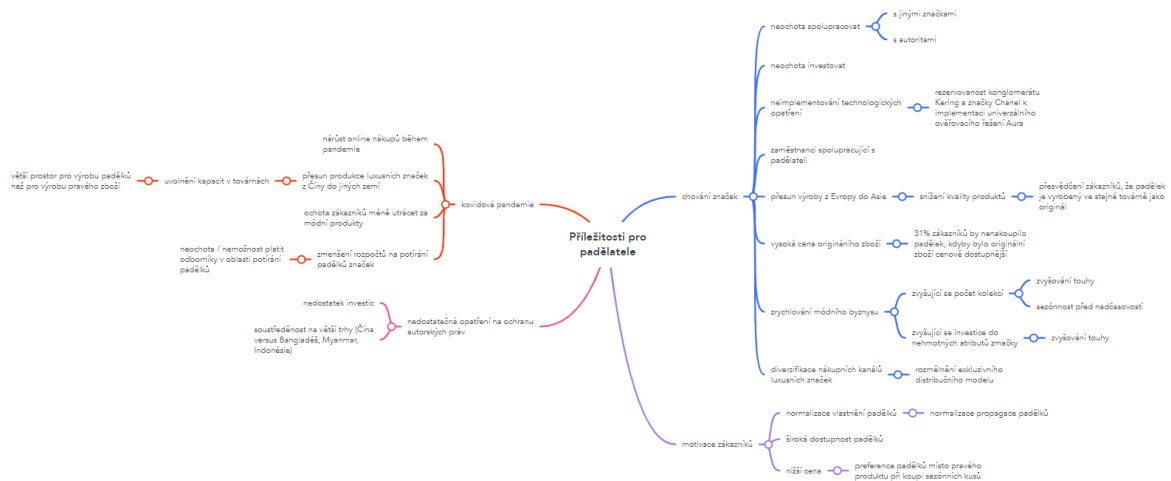 Příležitosti pro
padělatele
kovidová pandemie
nárůst online nákupů během
pandemie
přesun produkce luxusních značek
z Číny do jiných zemí
uvolnění kapacit v továrnách
větší prostor pro výrobu padělků
než pro výrobu pravého zboží
ochota zákazníků méně utrácet za
módní produkty
zmenšení rozpočtů na potírání
padělků značek
neochota / nemožnost platit
odborníky v oblasti potírání
padělků
nedostatečná opatření na ochranu
autorských práv
nedostatek investic
soustředěnost na větší trhy (Čína
versus Bangladéš, Myanmar,
Indonésie)
chování značek
neochota spolupracovat
s jinými značkami
s autoritami
neochota investovat
neimplementování technologických
opatření
rezervovanost konglomerátu
Kering a značky Chanel k
implementaci univerzálního
ověřovacího řešení Aura
zaměstnanci spolupracující s
padělateli
přesun výroby z Evropy do Asie
snížení kvality produktů
přesvědčení zákazníků, že padělek
je vyrobený ve stejné továrně jako
originál
vysoká cena origináního zboží
31% zákazníků by nenakoupilo
padělek, kdyby bylo originální
zboží cenově dostupnější
zrychlování módního byznysu
zvyšující se počet kolekcí
zvyšování touhy
sezónnost před nadčasovostí
zvyšující se investice do
nehmotných atributů zmačky
zvyšování touhy
diverzifikace nákupních kanálů
luxusních značek
rozmělnění exkluzivního
distribučního modelu
motivace zákazníků
normalizace vlastnění padělků
normalizace propagace padělků
široká dostupnost padělků
nižší cena
preference padělků místo pravého
produktu při koupi sezónních kusů